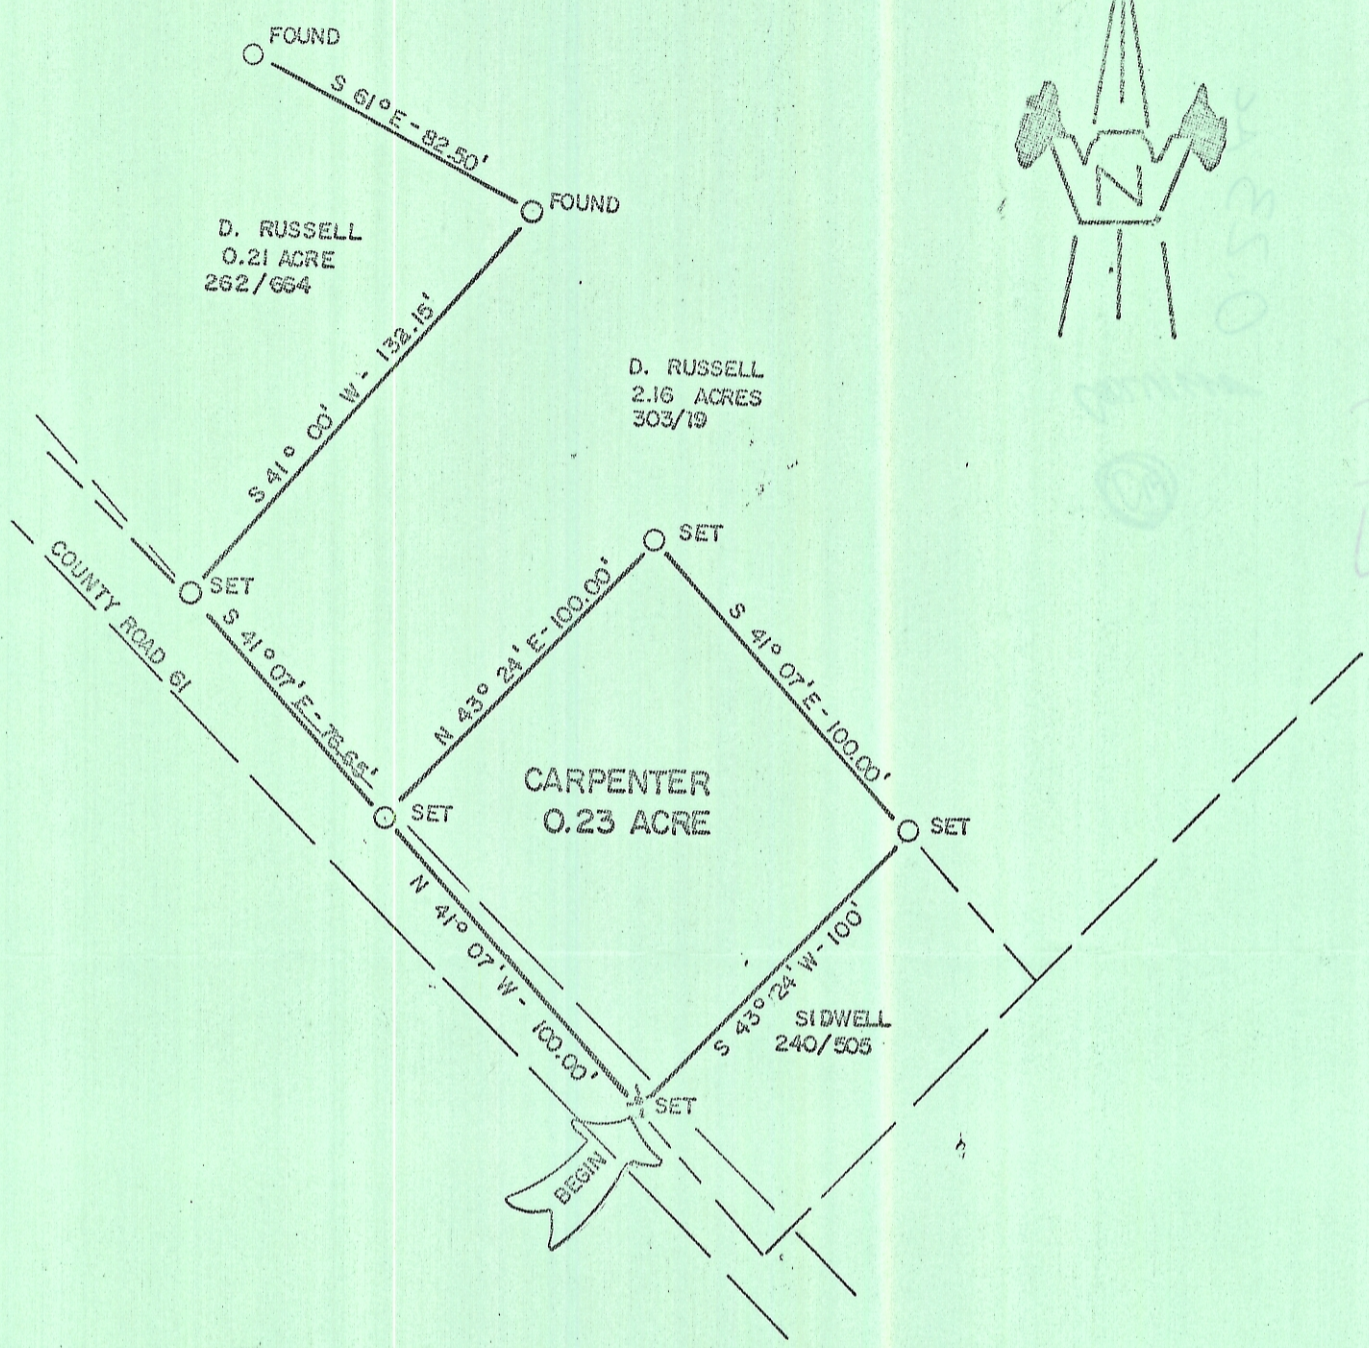 FOUND
S 61° E - 82.50'
FOUND
N
D. RUSSELL
0.21 ACRE
262/664
S 41° 00' W - 132.15'
D. RUSSELL
2.16 ACRES
303/19
SET
SET
COUNTY ROAD 61
S 41° 07' E - 76.65'
N 43° 24' E - 100.00'
S 41° 07' E - 100.00'
CARPENTER
0.23 ACRE
SET
SET
N 41° 07' W - 100.00'
S 43° 24' W - 100'
SIDWELL
240/505
SET
BEGIN